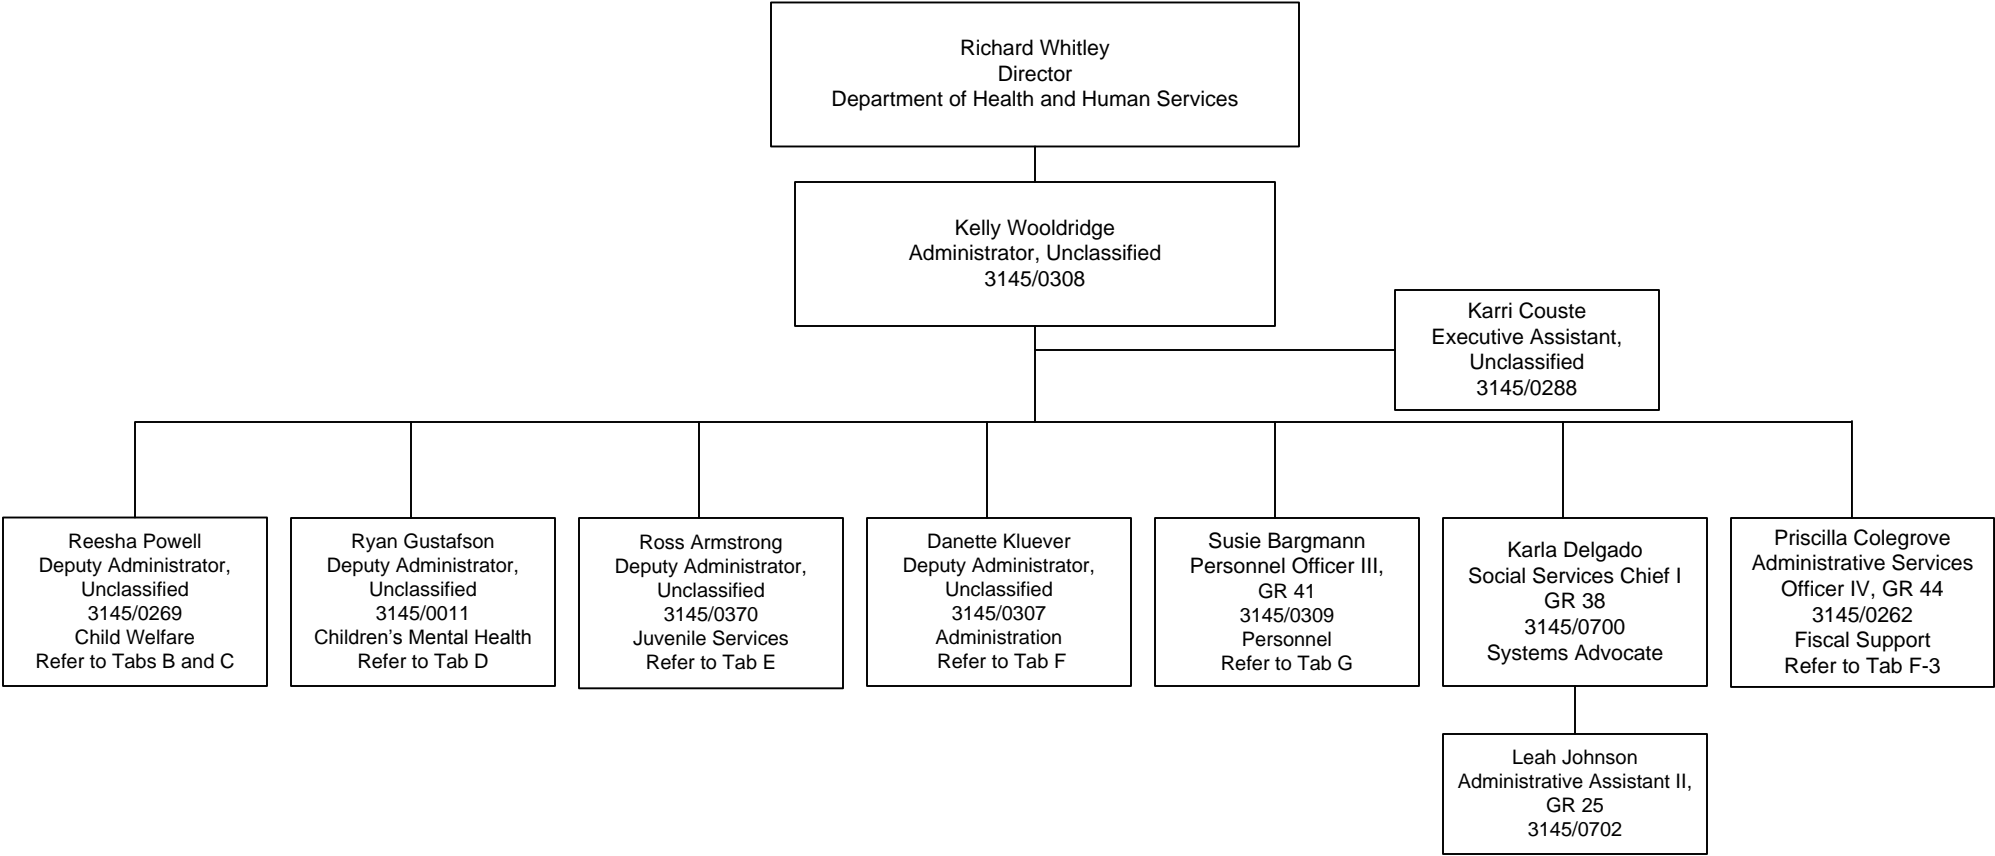 Richard Whitley
Director
Department of Health and Human Services
Kelly Wooldridge
Administrator, Unclassified
3145/0308
Karri Couste
Executive Assistant,
Unclassified
3145/0288
Reesha Powell
Deputy Administrator,
Unclassified
3145/0269
Child Welfare
Refer to Tabs B and C
Ryan Gustafson
Deputy Administrator,
Unclassified
3145/0011
Children’s Mental Health
Refer to Tab D
Ross Armstrong
Deputy Administrator,
Unclassified
3145/0370
Juvenile Services
Refer to Tab E
Danette Kluever
Deputy Administrator,
Unclassified
3145/0307
Administration
Refer to Tab F
Susie Bargmann
Personnel Officer III,
GR 41
3145/0309
Personnel
Refer to Tab G
Karla Delgado
Social Services Chief I
GR 38
3145/0700
Systems Advocate
Priscilla Colegrove
Administrative Services
Officer IV, GR 44
3145/0262
Fiscal Support
Refer to Tab F-3
Leah Johnson
Administrative Assistant II,
GR 25
3145/0702